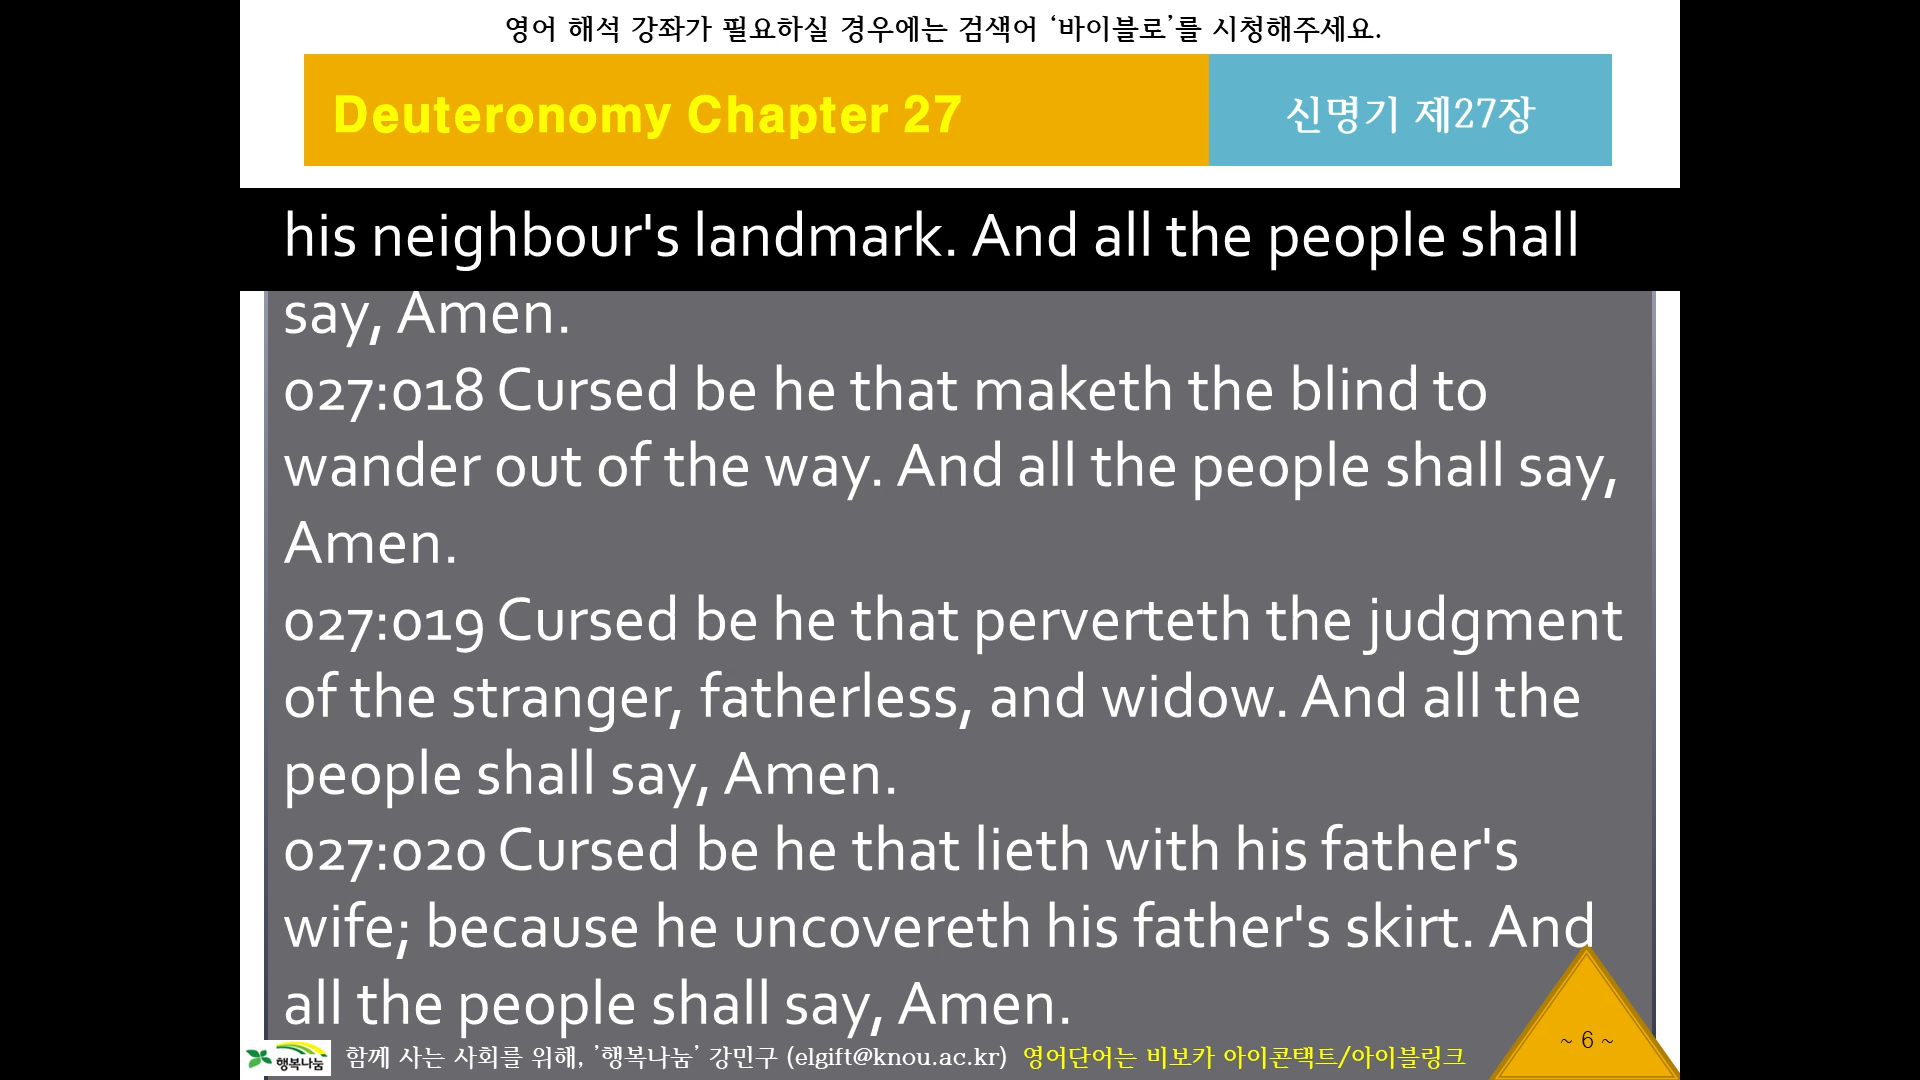 영어 해석 강좌가 필요하실 경우에는 검색어 ‘바이블로’를 시청해주세요.
Deuteronomy Chapter 27
신명기 제27장
his neighbour's landmark. And all the people shall
say, Amen.
027:018 Cursed be he that maketh the blind to
wander out of the way. And all the people shall say,
Amen.
027:019 Cursed be he that perverteth the judgment
of the stranger, fatherless, and widow. And all the
people shall say, Amen.
027:020 Cursed be he that lieth with his father's
wife; because he uncovereth his father's skirt. And
all the people shall say, Amen.
~ 6 ~
행복나눔
함께 사는 사회를 위해, ’행복나눔’ 강민구 (elgift@knou.ac.kr) 영어단어는 비보카 아이콘택트/아이블링크